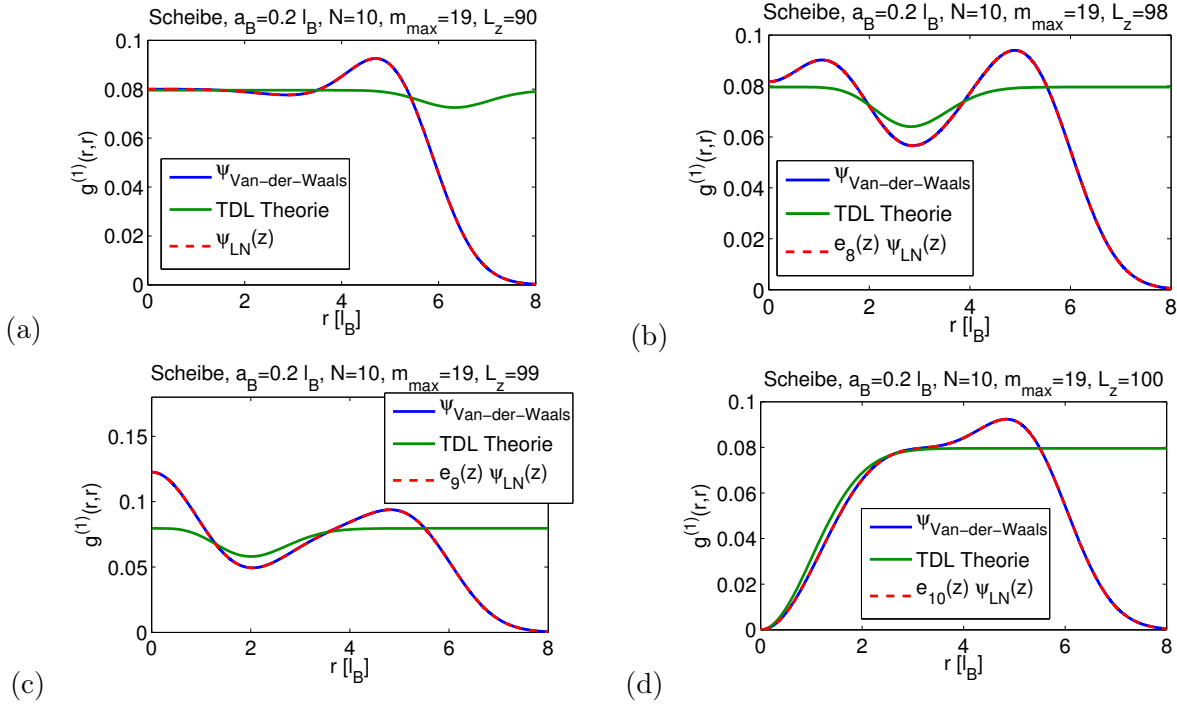 Scheibe, a_B=0.2 l_B, N=10, m_max=19, L_z=90
0.1
0.08
0.06
0.04
0.02
0
g^(1)(r,r)
ψ_Van−der−Waals
TDL Theorie
ψ_LN(z)
0 2 4 6 8
r [l_B]
(a)
Scheibe, a_B=0.2 l_B, N=10, m_max=19, L_z=98
0.1
0.08
0.06
0.04
0.02
0
g^(1)(r,r)
ψ_Van−der−Waals
TDL Theorie
e_8(z) ψ_LN(z)
0 2 4 6 8
r [l_B]
(b)
Scheibe, a_B=0.2 l_B, N=10, m_max=19, L_z=99
0.15
0.1
0.05
0
g^(1)(r,r)
ψ_Van−der−Waals
TDL Theorie
e_9(z) ψ_LN(z)
0 2 4 6 8
r [l_B]
(c)
Scheibe, a_B=0.2 l_B, N=10, m_max=19, L_z=100
0.1
0.08
0.06
0.04
0.02
0
g^(1)(r,r)
ψ_Van−der−Waals
TDL Theorie
e_10(z) ψ_LN(z)
0 2 4 6 8
r [l_B]
(d)